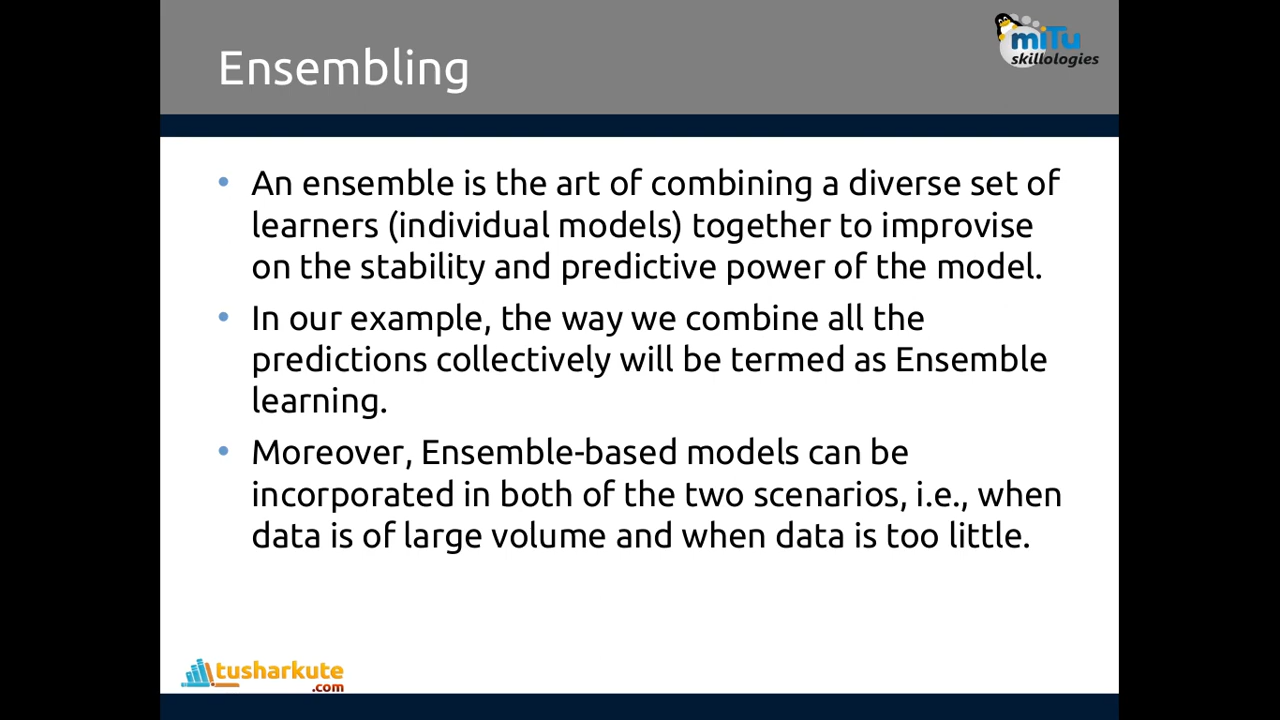 Ensembling
miTu
skillologies
• An ensemble is the art of combining a diverse set of
learners (individual models) together to improvise
on the stability and predictive power of the model.
• In our example, the way we combine all the
predictions collectively will be termed as Ensemble
learning.
• Moreover, Ensemble-based models can be
incorporated in both of the two scenarios, i.e., when
data is of large volume and when data is too little.
tusharkute
.com